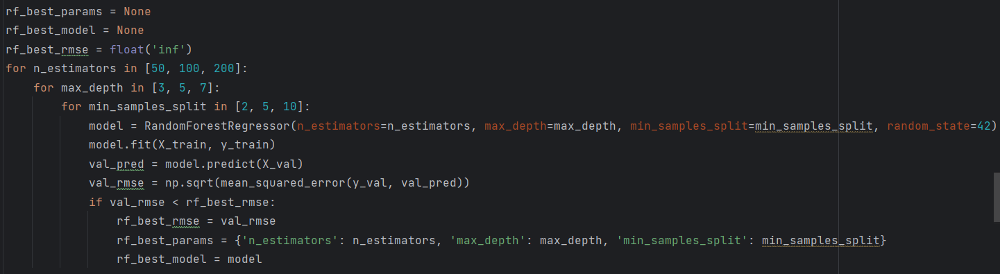 rf_best_params = None
rf_best_model = None
rf_best_rmse = float('inf')
for n_estimators in [50, 100, 200]:
    for max_depth in [3, 5, 7]:
        for min_samples_split in [2, 5, 10]:
            model = RandomForestRegressor(n_estimators=n_estimators, max_depth=max_depth, min_samples_split=min_samples_split, random_state=42)
            model.fit(X_train, y_train)
            val_pred = model.predict(X_val)
            val_rmse = np.sqrt(mean_squared_error(y_val, val_pred))
            if val_rmse < rf_best_rmse:
                rf_best_rmse = val_rmse
                rf_best_params = {'n_estimators': n_estimators, 'max_depth': max_depth, 'min_samples_split': min_samples_split}
                rf_best_model = model